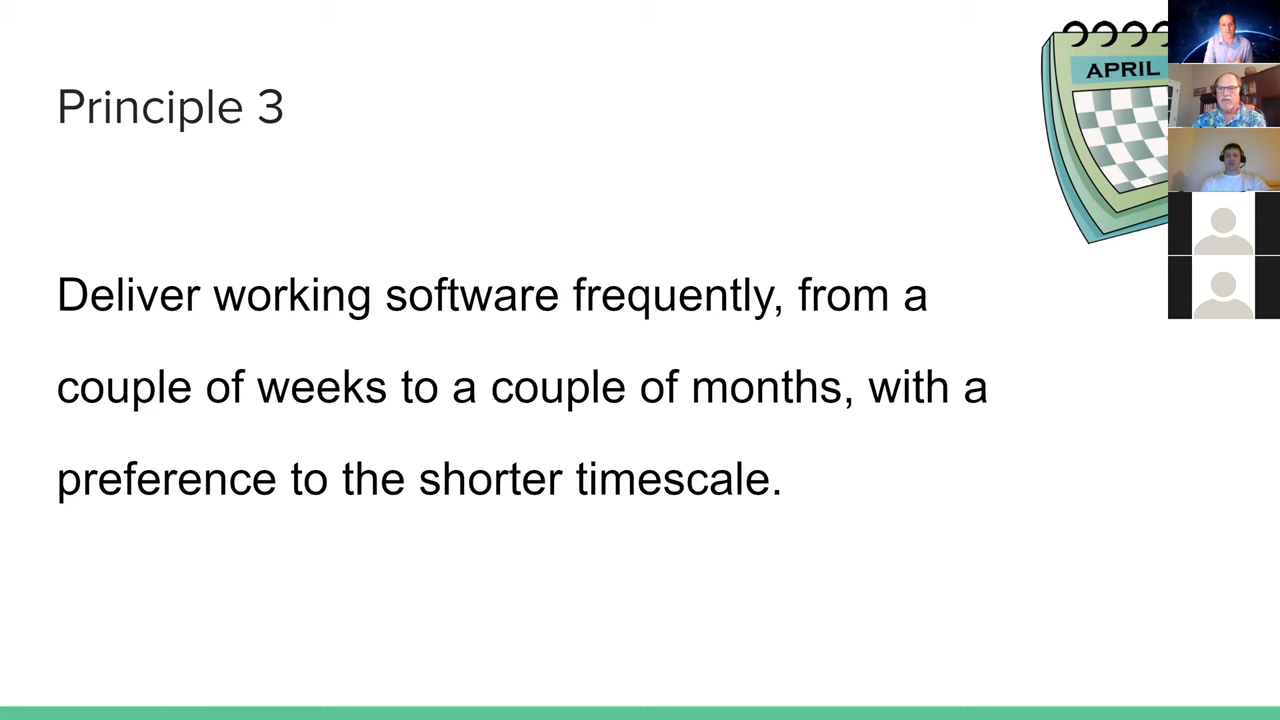 Principle 3
APRIL
Deliver working software frequently, from a
couple of weeks to a couple of months, with a
preference to the shorter timescale.